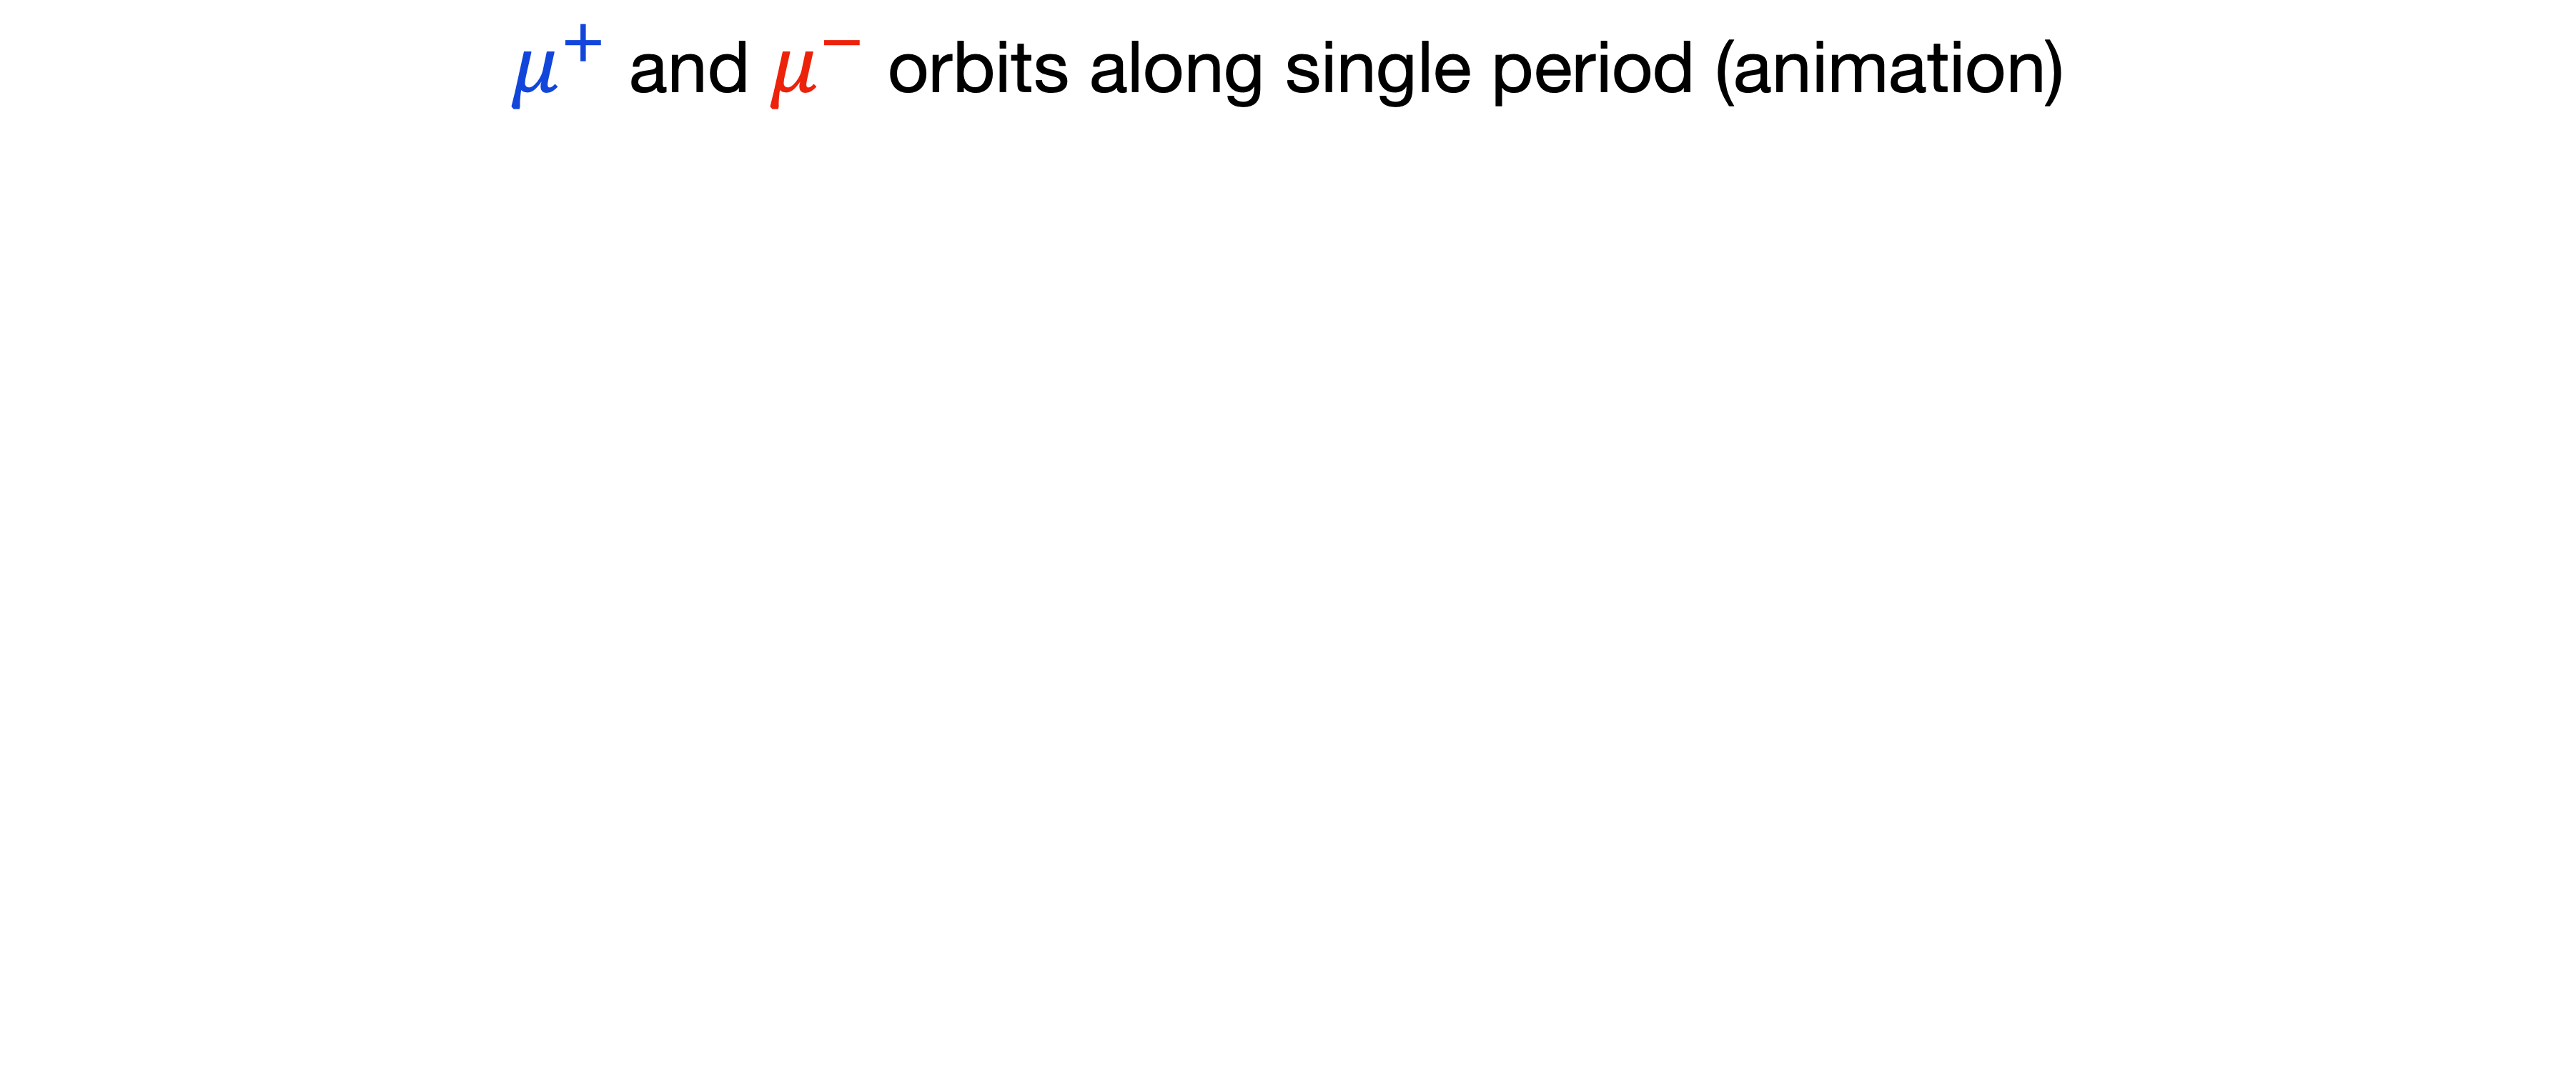 μ⁺ and μ⁻ orbits along single period (animation)